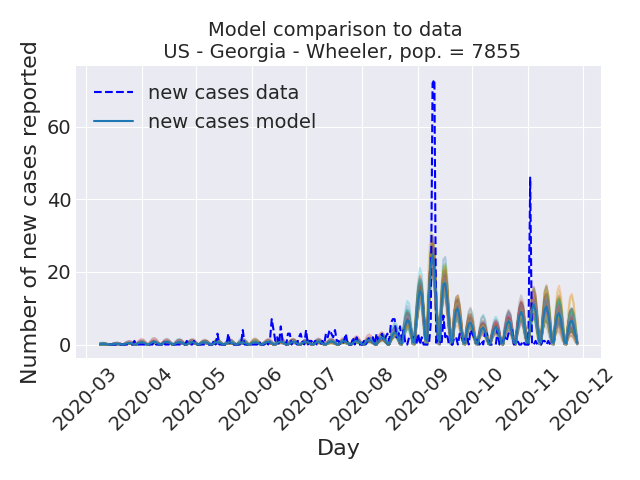 Model comparison to data
US - Georgia - Wheeler, pop. = 7855
new cases data
new cases model
Number of new cases reported
60
40
20
0
2020-03
2020-04
2020-05
2020-06
2020-07
2020-08
2020-09
2020-10
2020-11
2020-12
Day